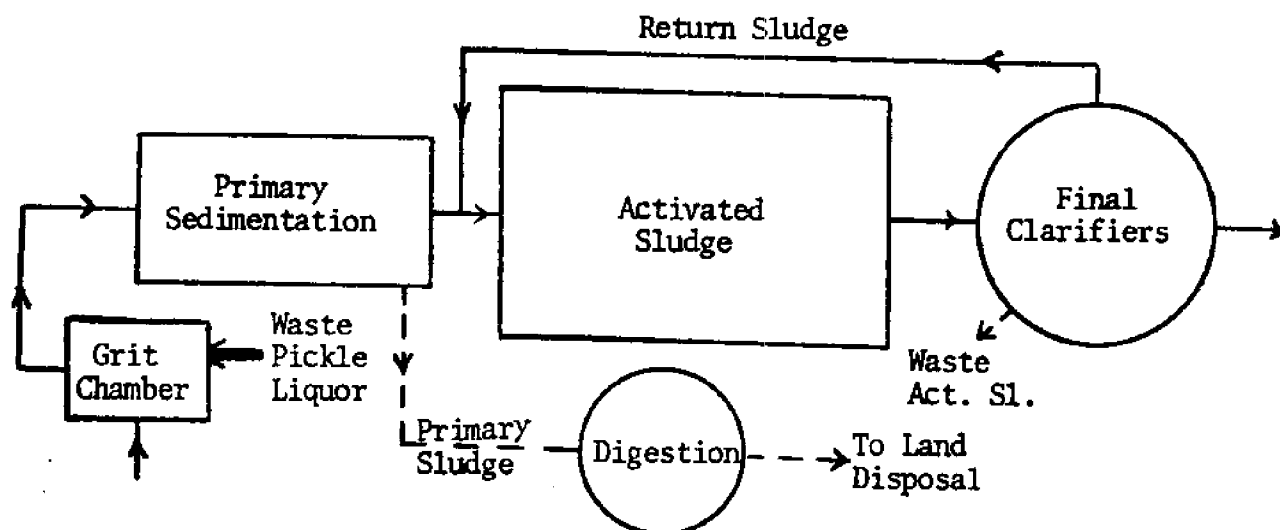 Return Sludge
Primary
Sedimentation
Activated
Sludge
Final
Clarifiers
Grit
Chamber
Waste
Pickle
Liquor
Waste
Act. Sl.
Primary
Sludge
Digestion
To Land
Disposal